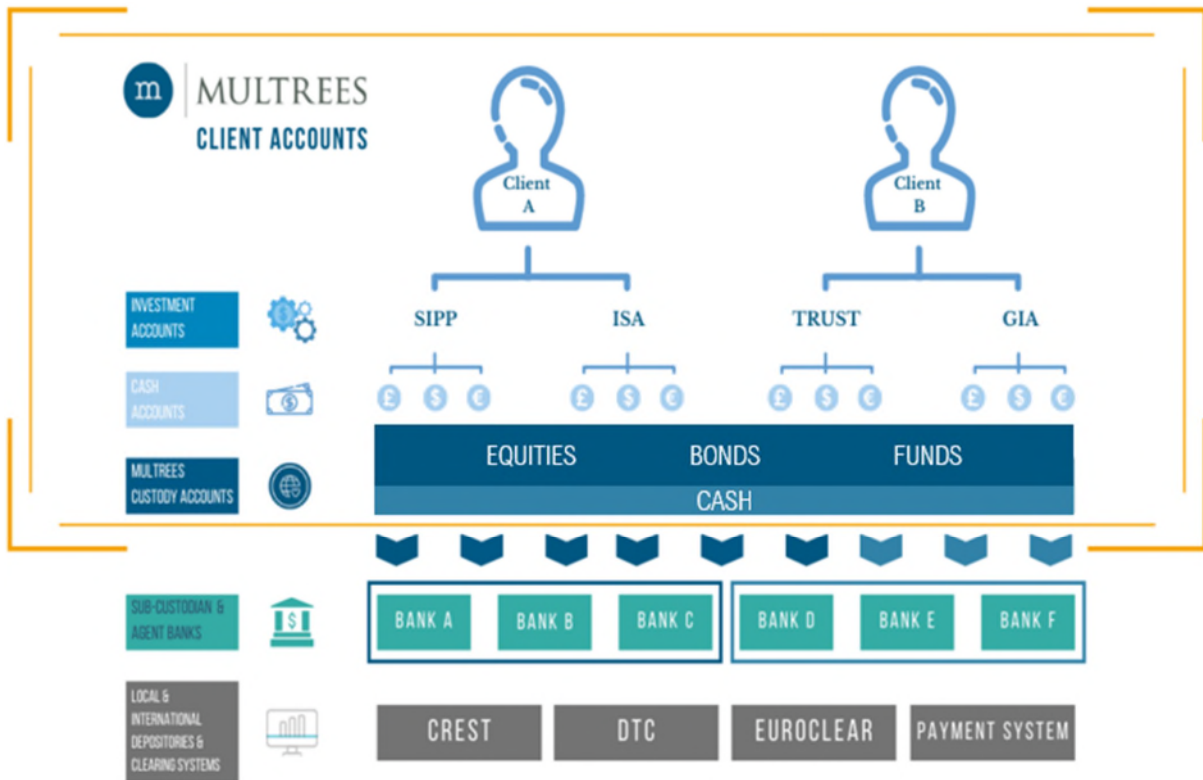 m MULTREES
CLIENT ACCOUNTS
Client
A
Client
B
INVESTMENT
ACCOUNTS
SIPP ISA TRUST GIA
CASH
ACCOUNTS
£ $ € £ $ € £ $ € £ $ €
MULTREES
CUSTODY ACCOUNTS
EQUITIES BONDS FUNDS
CASH
SUB-CUSTODIAN &
AGENT BANKS
BANK A BANK B BANK C BANK D BANK E BANK F
LOCAL &
INTERNATIONAL
DEPOSITORIES &
CLEARING SYSTEMS
CREST DTC EUROCLEAR PAYMENT SYSTEM